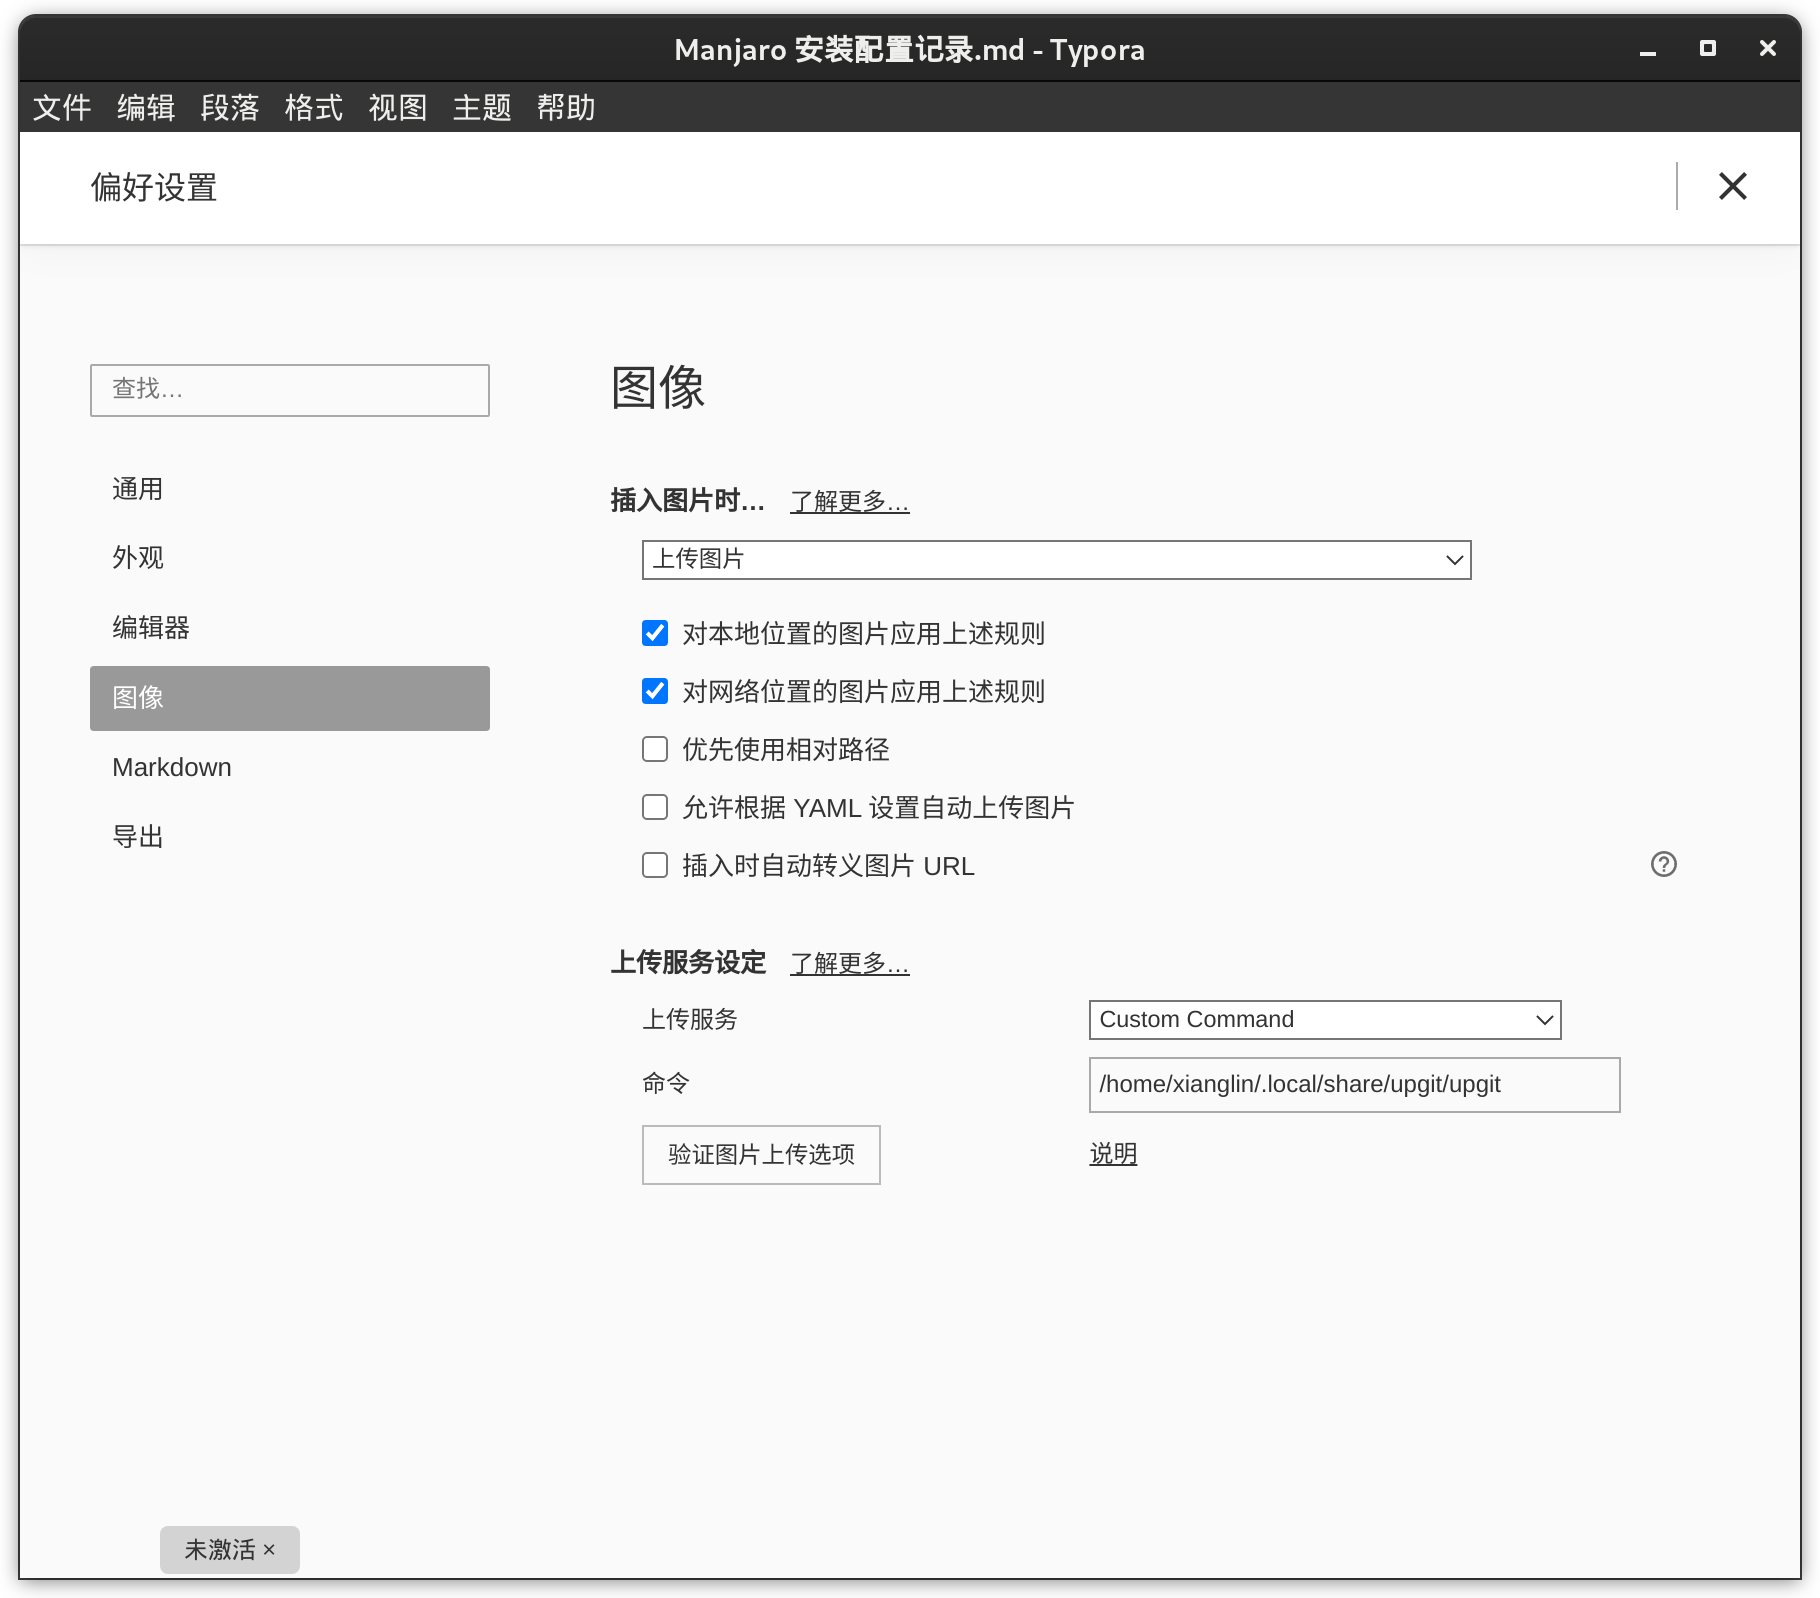 Manjaro 安装配置记录.md - Typora
文件 编辑 段落 格式 视图 主题 帮助
偏好设置
查找...
通用
外观
编辑器
图像
Markdown
导出
图像
插入图片时... 了解更多...
上传图片
对本地位置的图片应用上述规则
对网络位置的图片应用上述规则
优先使用相对路径
允许根据 YAML 设置自动上传图片
插入时自动转义图片 URL
上传服务设定 了解更多...
上传服务 Custom Command
命令 /home/xianglin/.local/share/upgit/upgit
验证图片上传选项 说明
未激活 ×